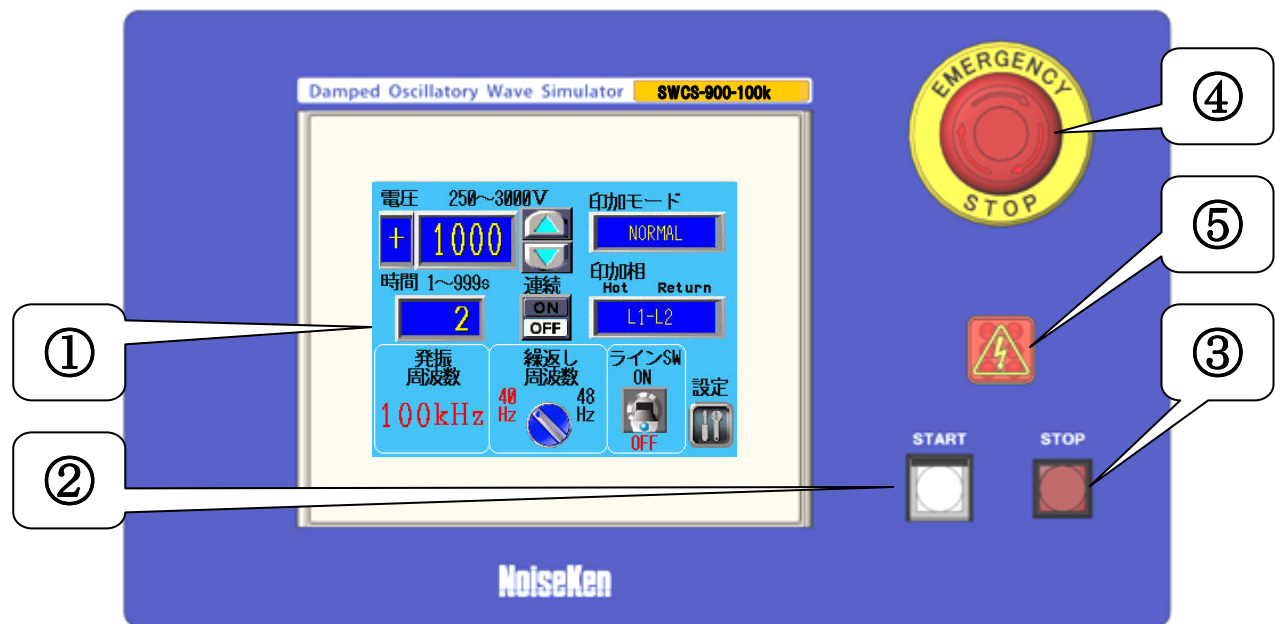 Damped Oscillatory Wave Simulator SWCS-900-100k
EMERGENCY
STOP
④
電圧 250～3000V
印加モード
+ 1000
NORMAL
⑤
時間 1～999s
連続
印加相
Hot Return
2
ON
OFF
L1-L2
①
③
発振
周波数
100kHz
繰返し
周波数
40
Hz
48
Hz
ラインSW
ON
OFF
設定
START
STOP
②
NoiseKen